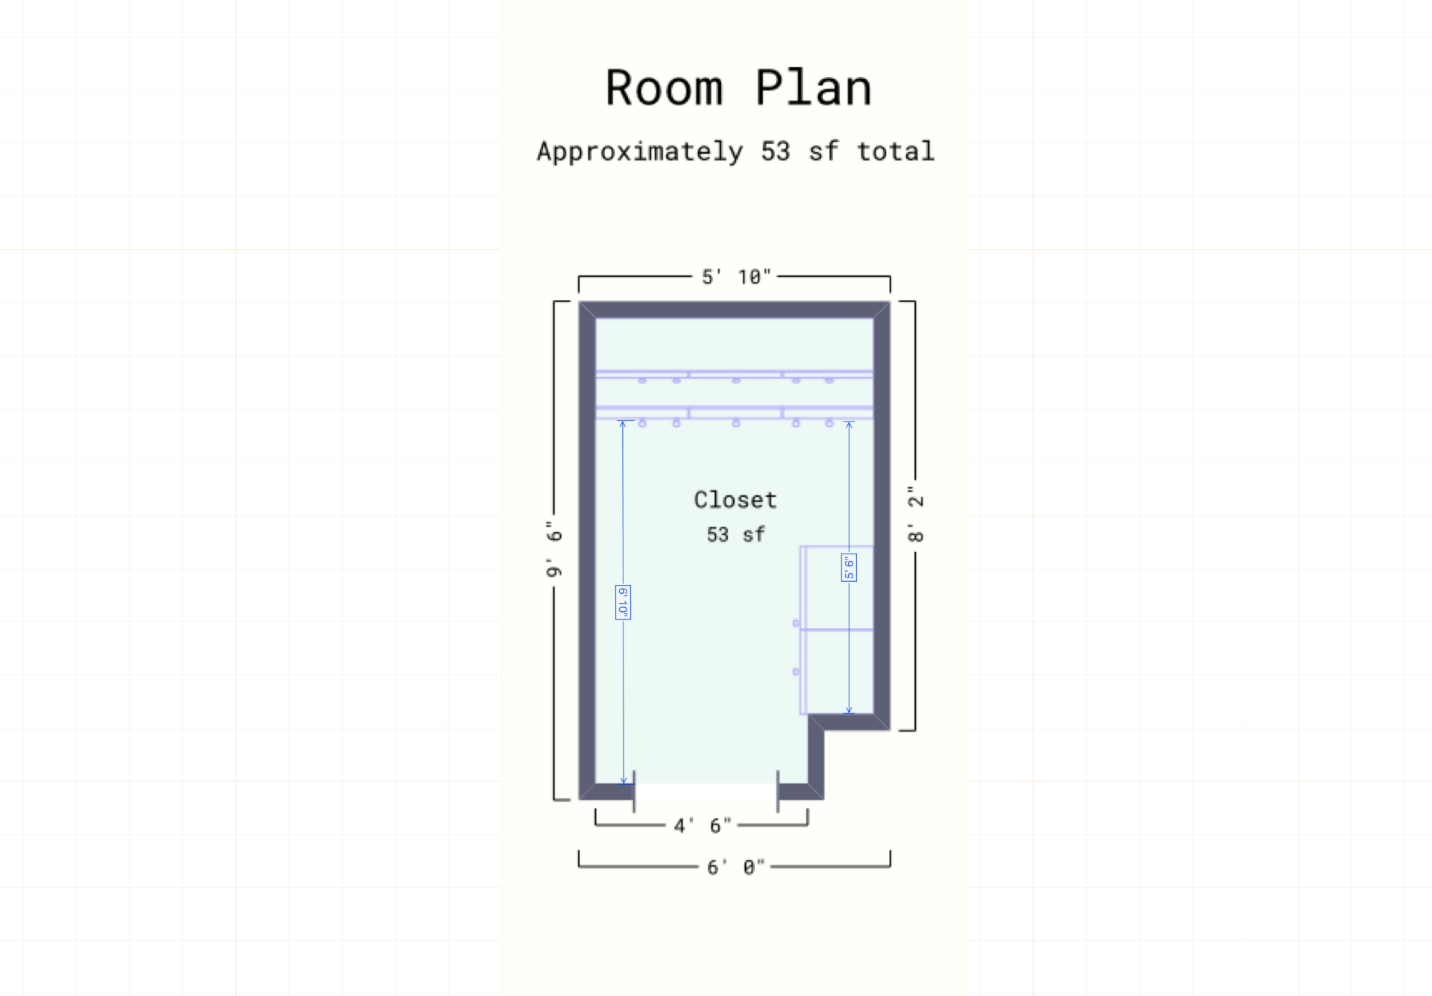 Room Plan
Approximately 53 sf total
5' 10"
9' 6"
8' 2"
Closet
53 sf
5' 6"
6' 10"
4' 6"
6' 0"